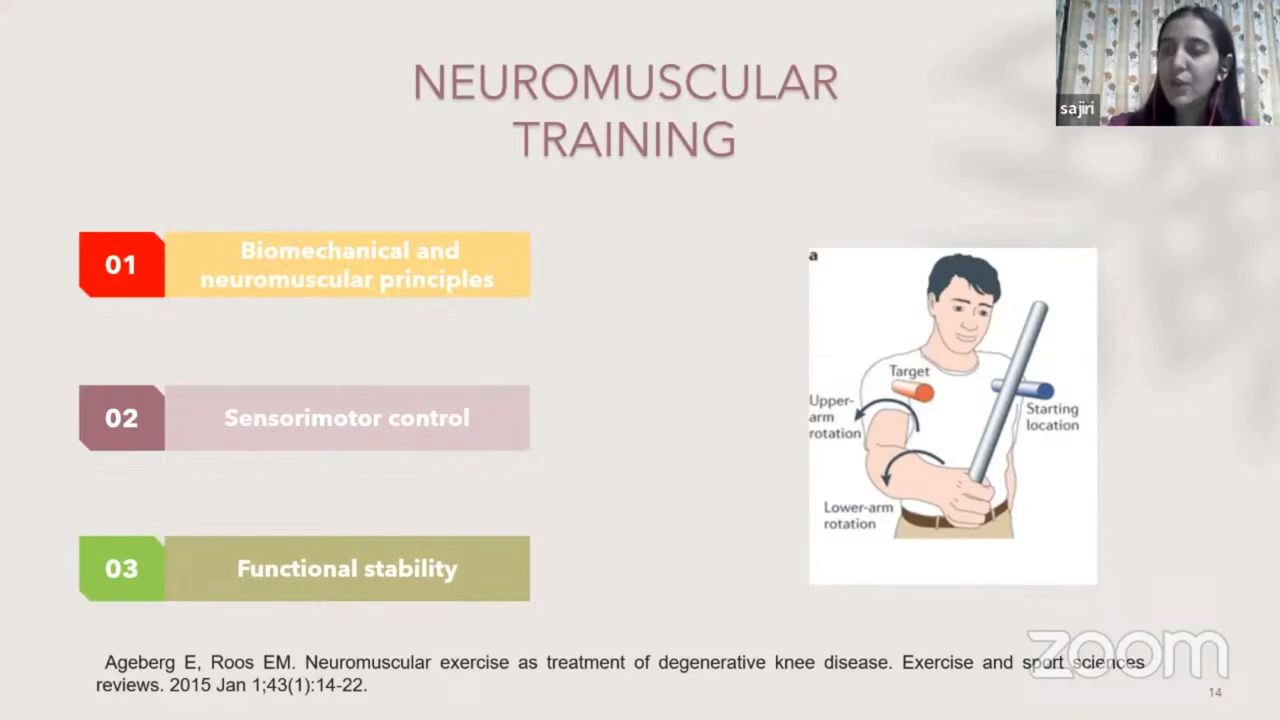 NEUROMUSCULAR
TRAINING
sajiri
01
Biomechanical and
neuromuscular principles
02
Sensorimotor control
03
Functional stability
a
Target
Upper-
arm
rotation
Starting
location
Lower-arm
rotation
Ageberg E, Roos EM. Neuromuscular exercise as treatment of degenerative knee disease. Exercise and sport sciences
reviews. 2015 Jan 1;43(1):14-22.
zoom
14